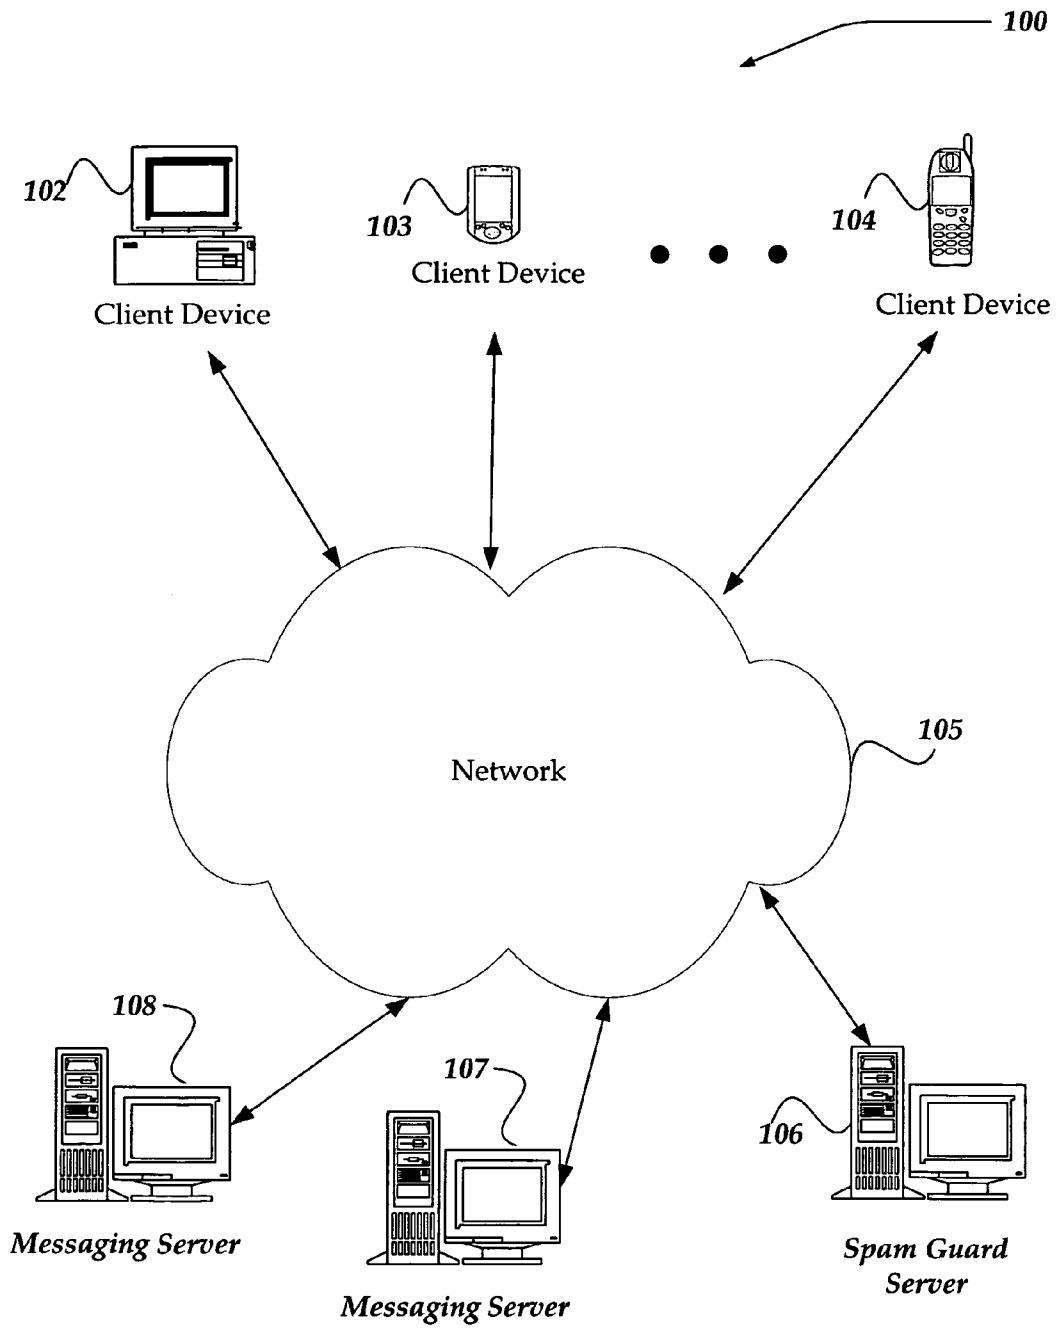 100
102
103
104
Client Device
Client Device
Client Device
105
Network
108
107
106
Messaging Server
Messaging Server
Spam Guard
Server